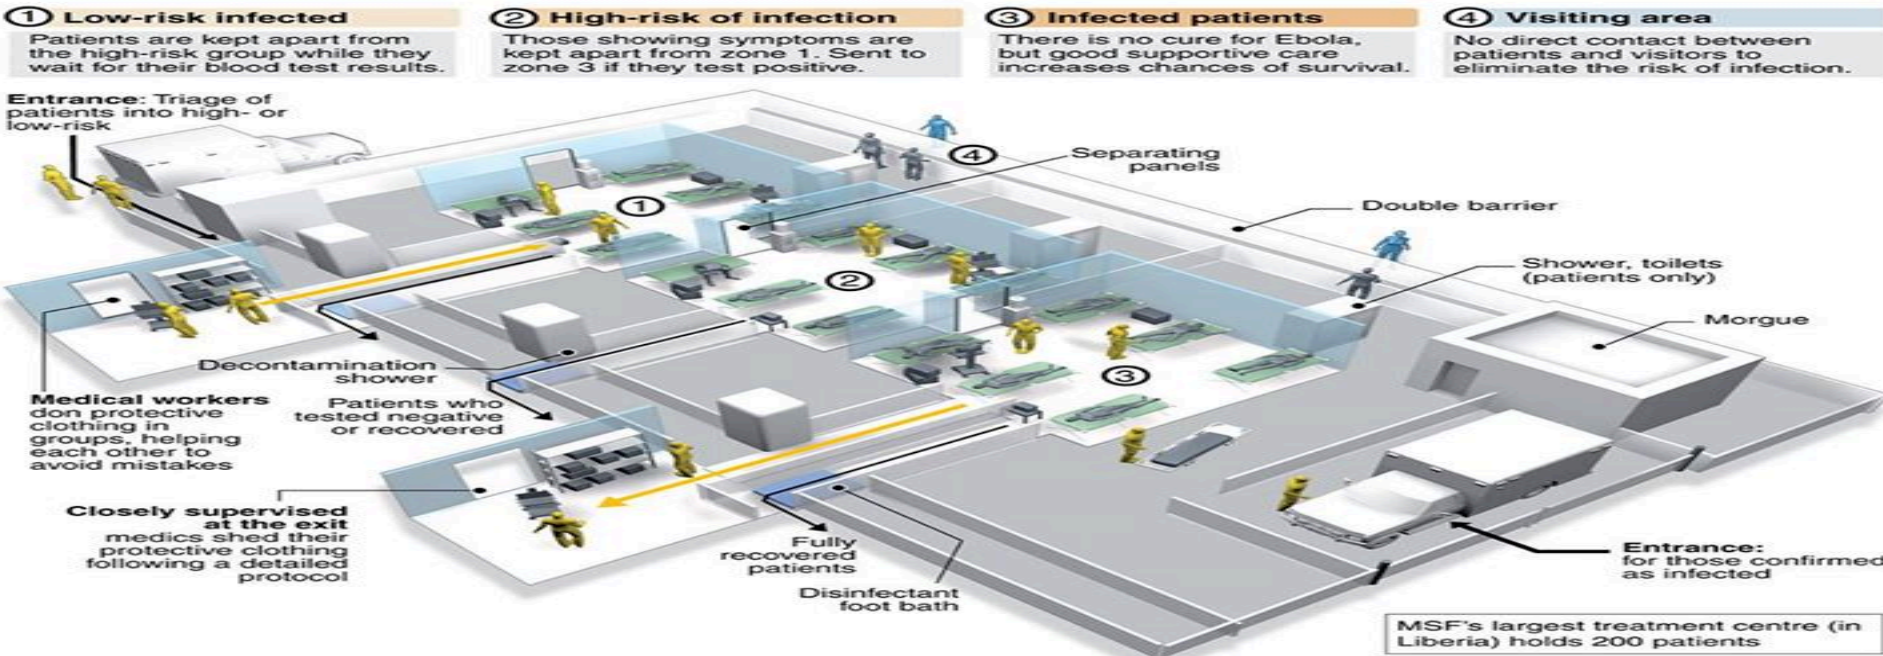 1 Low-risk infected
Patients are kept apart from
the high-risk group while they
wait for their blood test results.
2 High-risk of infection
Those showing symptoms are
kept apart from zone 1. Sent to
zone 3 if they test positive.
3 Infected patients
There is no cure for Ebola,
but good supportive care
increases chances of survival.
4 Visiting area
No direct contact between
patients and visitors to
eliminate the risk of infection.
Entrance: Triage of
patients into high- or
low-risk
4
Separating
panels
1
Double barrier
Shower, toilets
(patients only)
2
Morgue
Decontamination
shower
3
Medical workers
don protective
clothing in
groups, helping
each other to
avoid mistakes
Patients who
tested negative
or recovered
Closely supervised
at the exit
medics shed their
protective clothing
following a detailed
protocol
Fully
recovered
patients
Disinfectant
foot bath
Entrance:
for those confirmed
as infected
MSF's largest treatment centre (in
Liberia) holds 200 patients